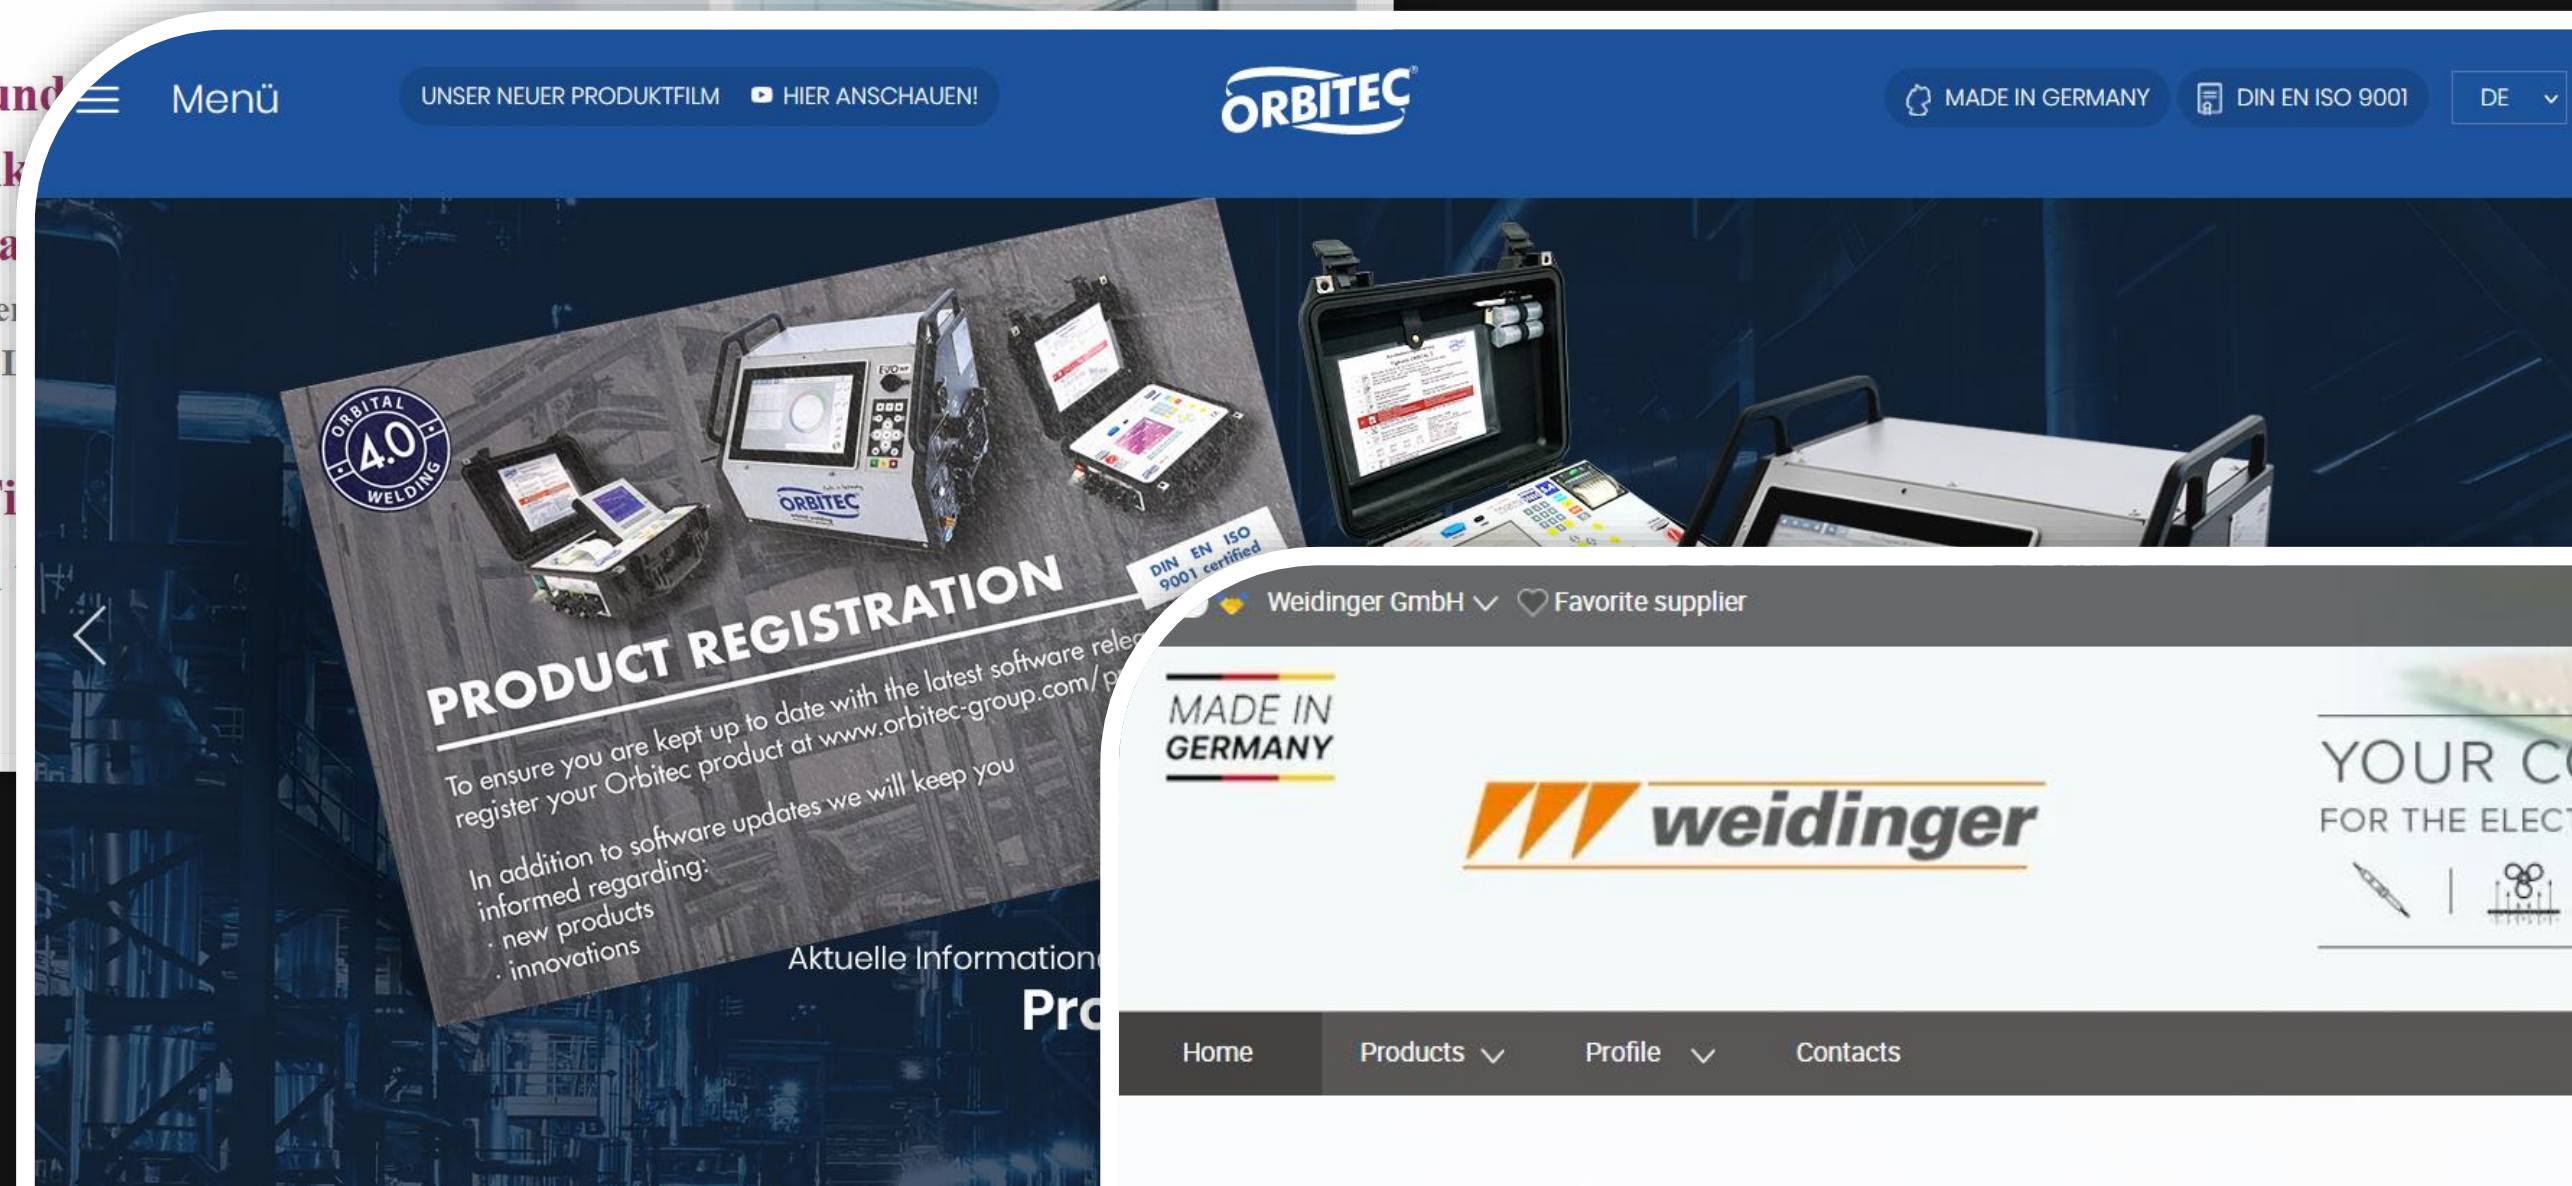 Menü
UNSER NEUER PRODUKTFILM HIER ANSCHAUEN!
ORBITEC
MADE IN GERMANY
DIN EN ISO 9001
DE
ORBITAL
4.0
WELDING
EVO
ORBITEC
DIN EN ISO
9001 certified
PRODUCT REGISTRATION
To ensure you are kept up to date with the latest software
register your Orbitec product at www.orbitec-group.com/
In addition to software updates we will keep you
informed regarding:
· new products
· innovations
Aktuelle
Weidinger GmbH
Favorite supplier
MADE IN
GERMANY
weidinger
YOUR
FOR THE
Home Products Profile Contacts